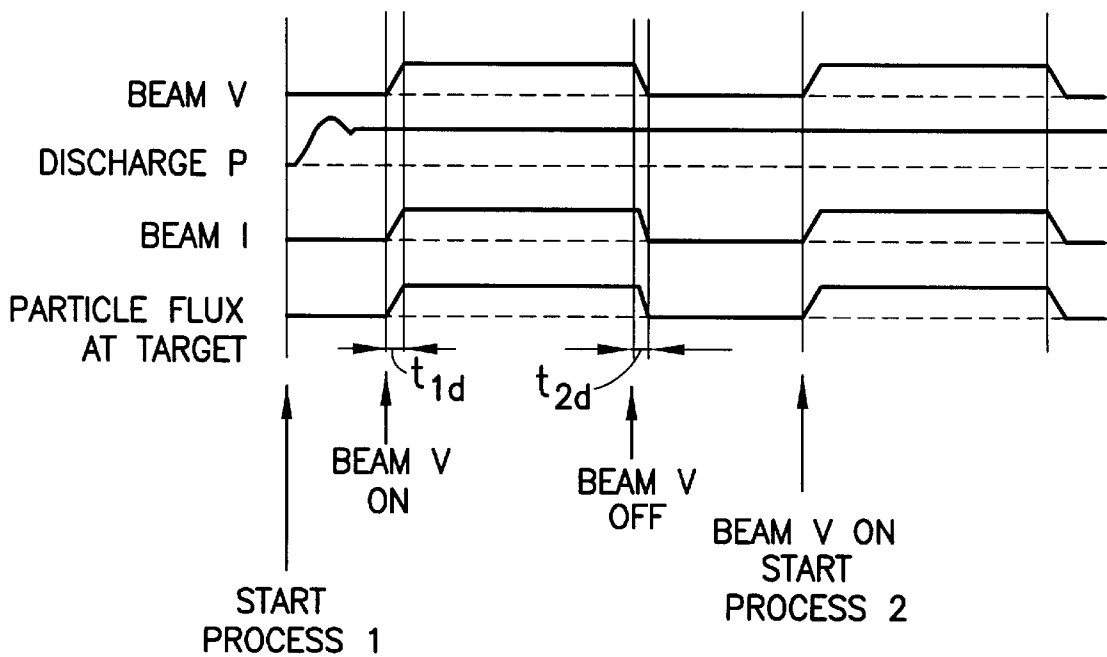 BEAM V
DISCHARGE P
BEAM I
PARTICLE FLUX
AT TARGET
t1d
t2d
BEAM V
ON
BEAM V
OFF
BEAM V ON
START
PROCESS 2
START
PROCESS 1